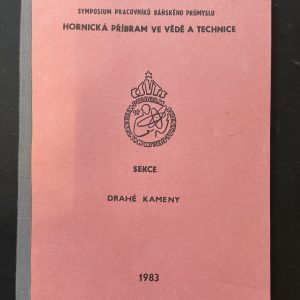 SYMPOSIUM PRACOVNÍKŮ BÁŇSKÉHO PRŮMYSLU
HORNICKÁ PŘÍBRAM VE VĚDĚ A TECHNICE
SEKCE
DRAHÉ KAMENY
1983